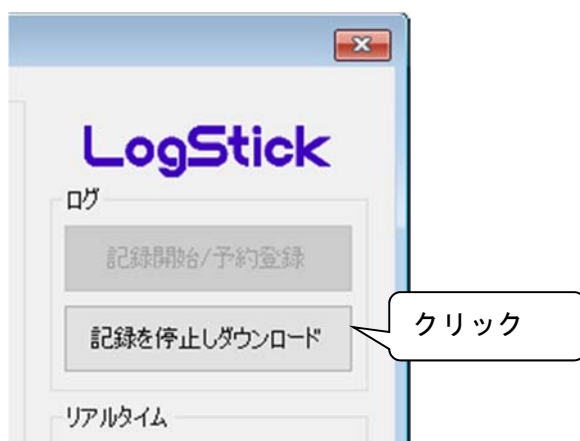 LogStick
ログ
記録開始/予約登録
記録を停止しダウンロード
クリック
リアルタイム